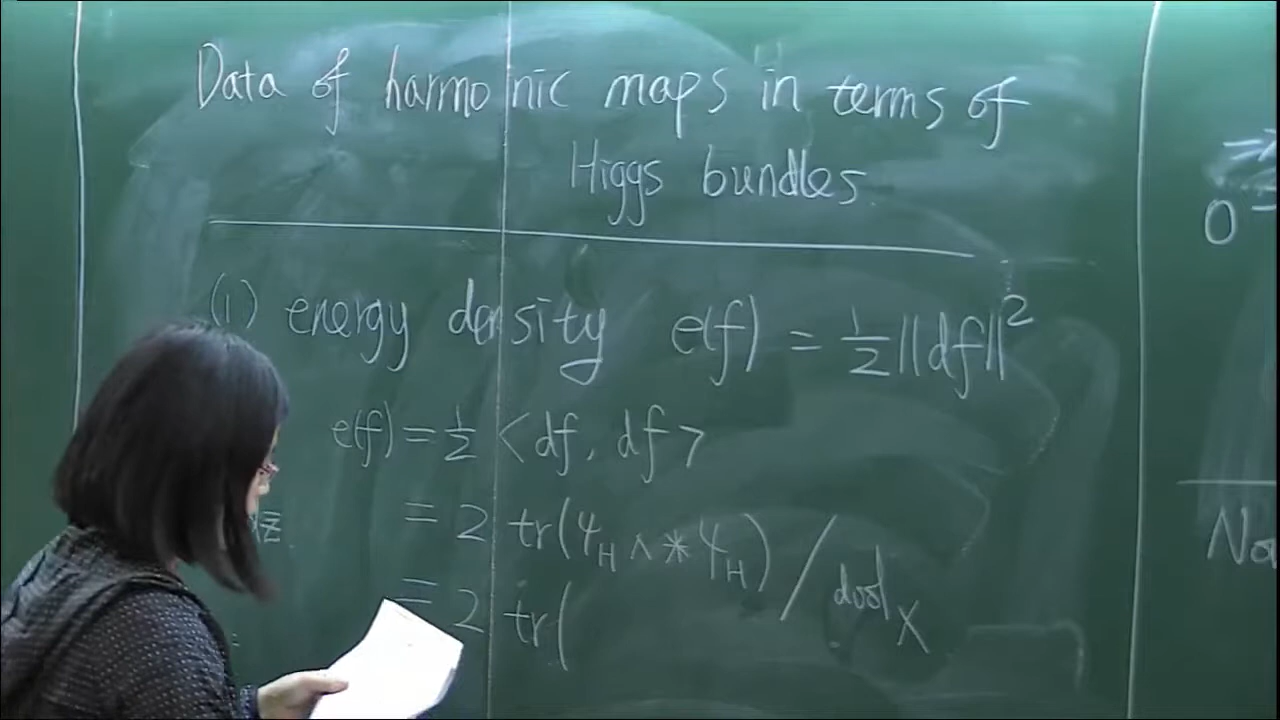 Data of harmonic maps in terms of
Higgs bundles.
(1) energy density e(f) = 1/2 ||df||²
e(f) = 1/2 <df, df>
= 2 tr(Ψ_H ∧ * Ψ_H) / dvol_X
= 2 tr(
dz̄.
0